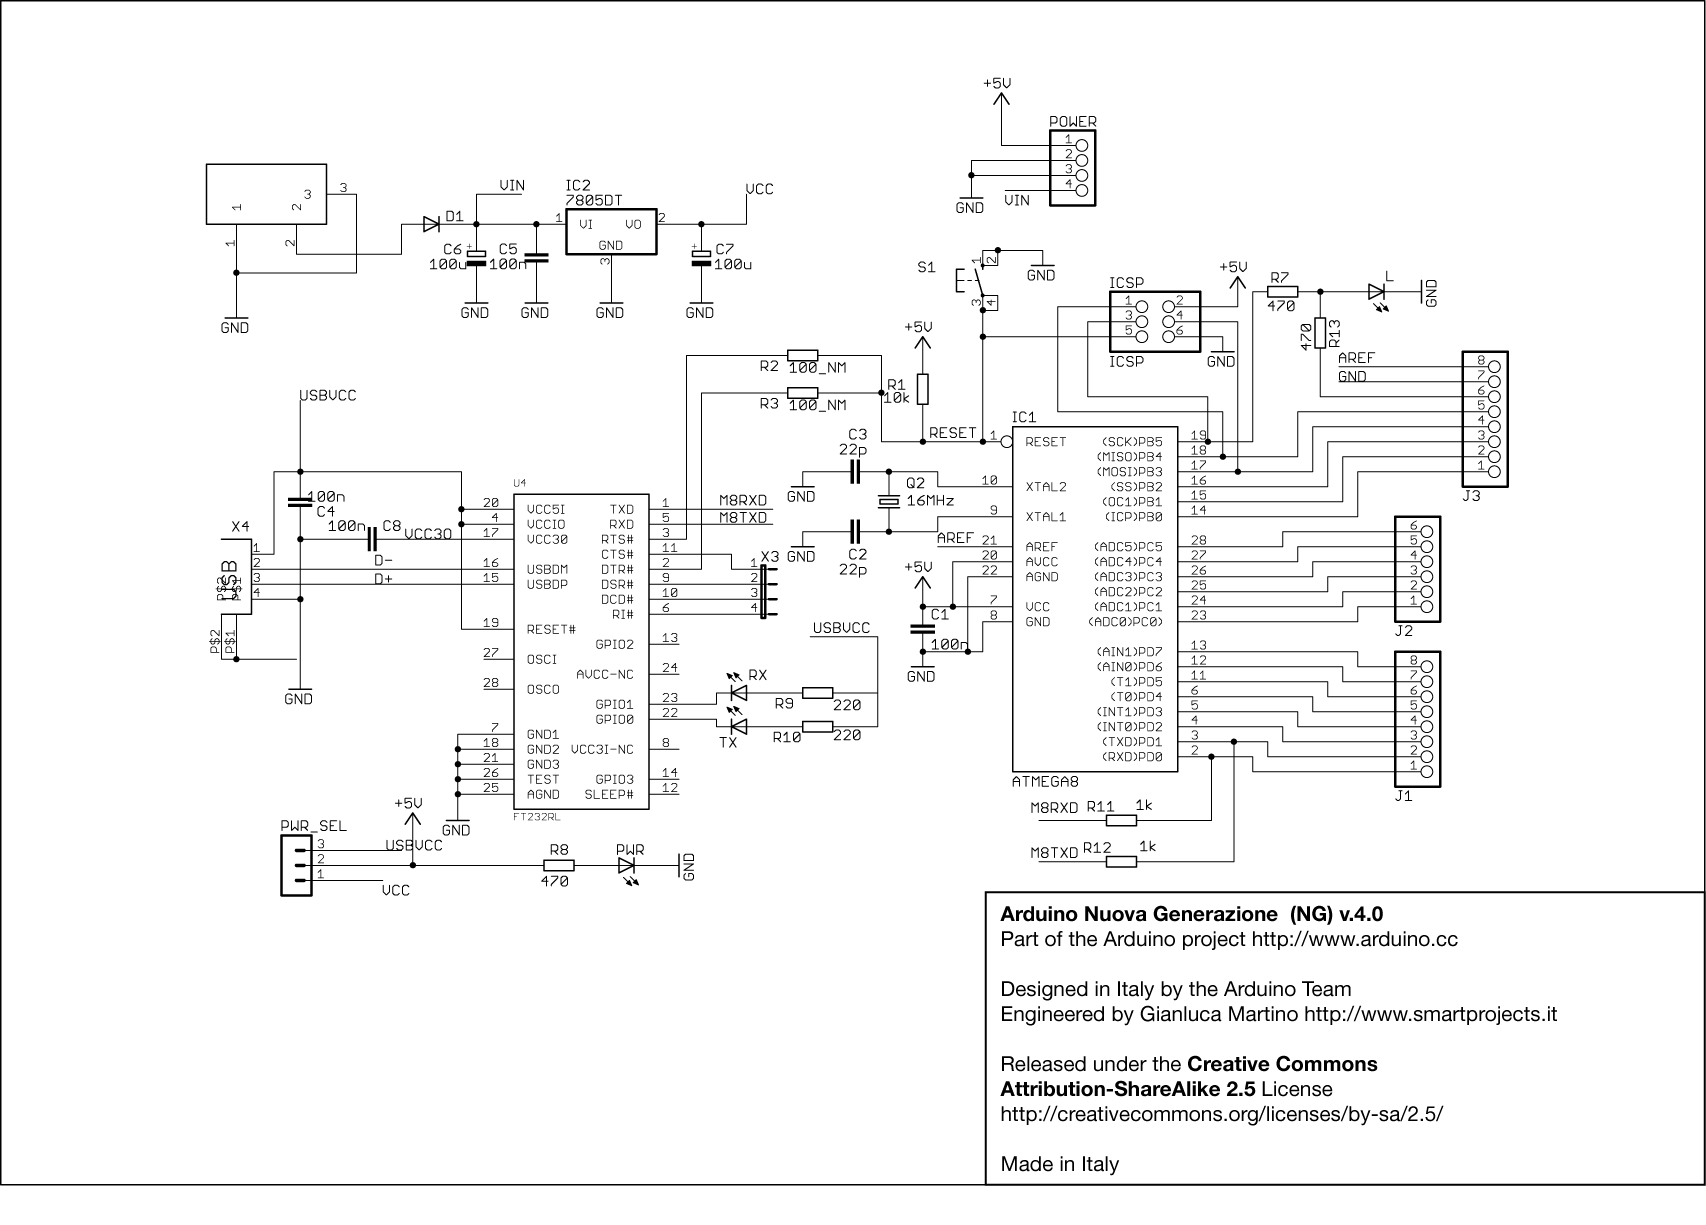 +5V
POWER
1
2
3
4
GND
VIN
3
1
2
3
1
2
GND
D1
VIN
C6
100u
+
C5
100n
IC2
7805DT
1
VI
VO
2
GND
3
VCC
C7
100u
+
GND
GND
GND
GND
S1
1
2
3
4
GND
ICSP
1
2
3
4
5
6
ICSP
+5V
GND
R7
470
L
GND
470
R13
AREF
GND
8
7
6
5
4
3
2
1
J3
R2
100_NM
R3
100_NM
+5V
R1
10k
RESET
C3
22p
GND
Q2
16MHz
GND
C2
22p
AREF
+5V
C1
100n
GND
IC1
1
RESET
10
XTAL2
9
XTAL1
21
AREF
20
AVCC
22
AGND
7
VCC
8
GND
(SCK)PB5
19
(MISO)PB4
18
(MOSI)PB3
17
(SS)PB2
16
(OC1)PB1
15
(ICP)PB0
14
(ADC5)PC5
28
(ADC4)PC4
27
(ADC3)PC3
26
(ADC2)PC2
25
(ADC1)PC1
24
(ADC0)PC0
23
(AIN1)PD7
13
(AIN0)PD6
12
(T1)PD5
11
(T0)PD4
6
(INT1)PD3
5
(INT0)PD2
4
(TXD)PD1
3
(RXD)PD0
2
ATMEGA8
6
5
4
3
2
1
J2
8
7
6
5
4
3
2
1
J1
M8RXD
R11
1k
M8TXD
R12
1k
USBVCC
100n
C4
100n
C8
VCC3O
X4
USB
1
2
3
4
P$2
P$1
P$2
P$1
D-
D+
GND
U4
20
VCC5I
4
VCCIO
17
VCC3O
16
USBDM
15
USBDP
19
RESET#
27
OSCI
28
OSCO
7
GND1
18
GND2
21
GND3
26
TEST
25
AGND
TXD
1
M8RXD
RXD
5
M8TXD
RTS#
3
CTS#
11
DTR#
2
DSR#
9
DCD#
10
RI#
6
GPIO2
13
AVCC-NC
24
GPIO1
23
GPIO0
22
VCC3I-NC
8
GPIO3
14
SLEEP#
12
FT232RL
GND
X3
1
2
3
4
USBVCC
RX
R9
220
TX
R10
220
+5V
PWR_SEL
3
2
1
USBVCC
VCC
R8
470
PWR
GND
Arduino Nuova Generazione (NG) v.4.0
Part of the Arduino project http://www.arduino.cc
Designed in Italy by the Arduino Team
Engineered by Gianluca Martino http://www.smartprojects.it
Released under the Creative Commons
Attribution-ShareAlike 2.5 License
http://creativecommons.org/licenses/by-sa/2.5/
Made in Italy